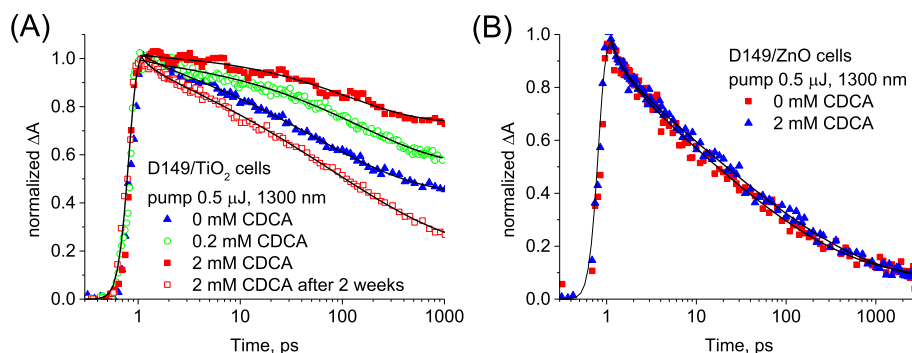 (A)
normalized ΔA
1.0
0.8
0.6
0.4
0.2
0.0
D149/TiO2 cells
pump 0.5 μJ, 1300 nm
0 mM CDCA
0.2 mM CDCA
2 mM CDCA
2 mM CDCA after 2 weeks
1 10 100 1000
Time, ps
(B)
normalized ΔA
1.0
0.8
0.6
0.4
0.2
0.0
D149/ZnO cells
pump 0.5 μJ, 1300 nm
0 mM CDCA
2 mM CDCA
1 10 100 1000
Time, ps